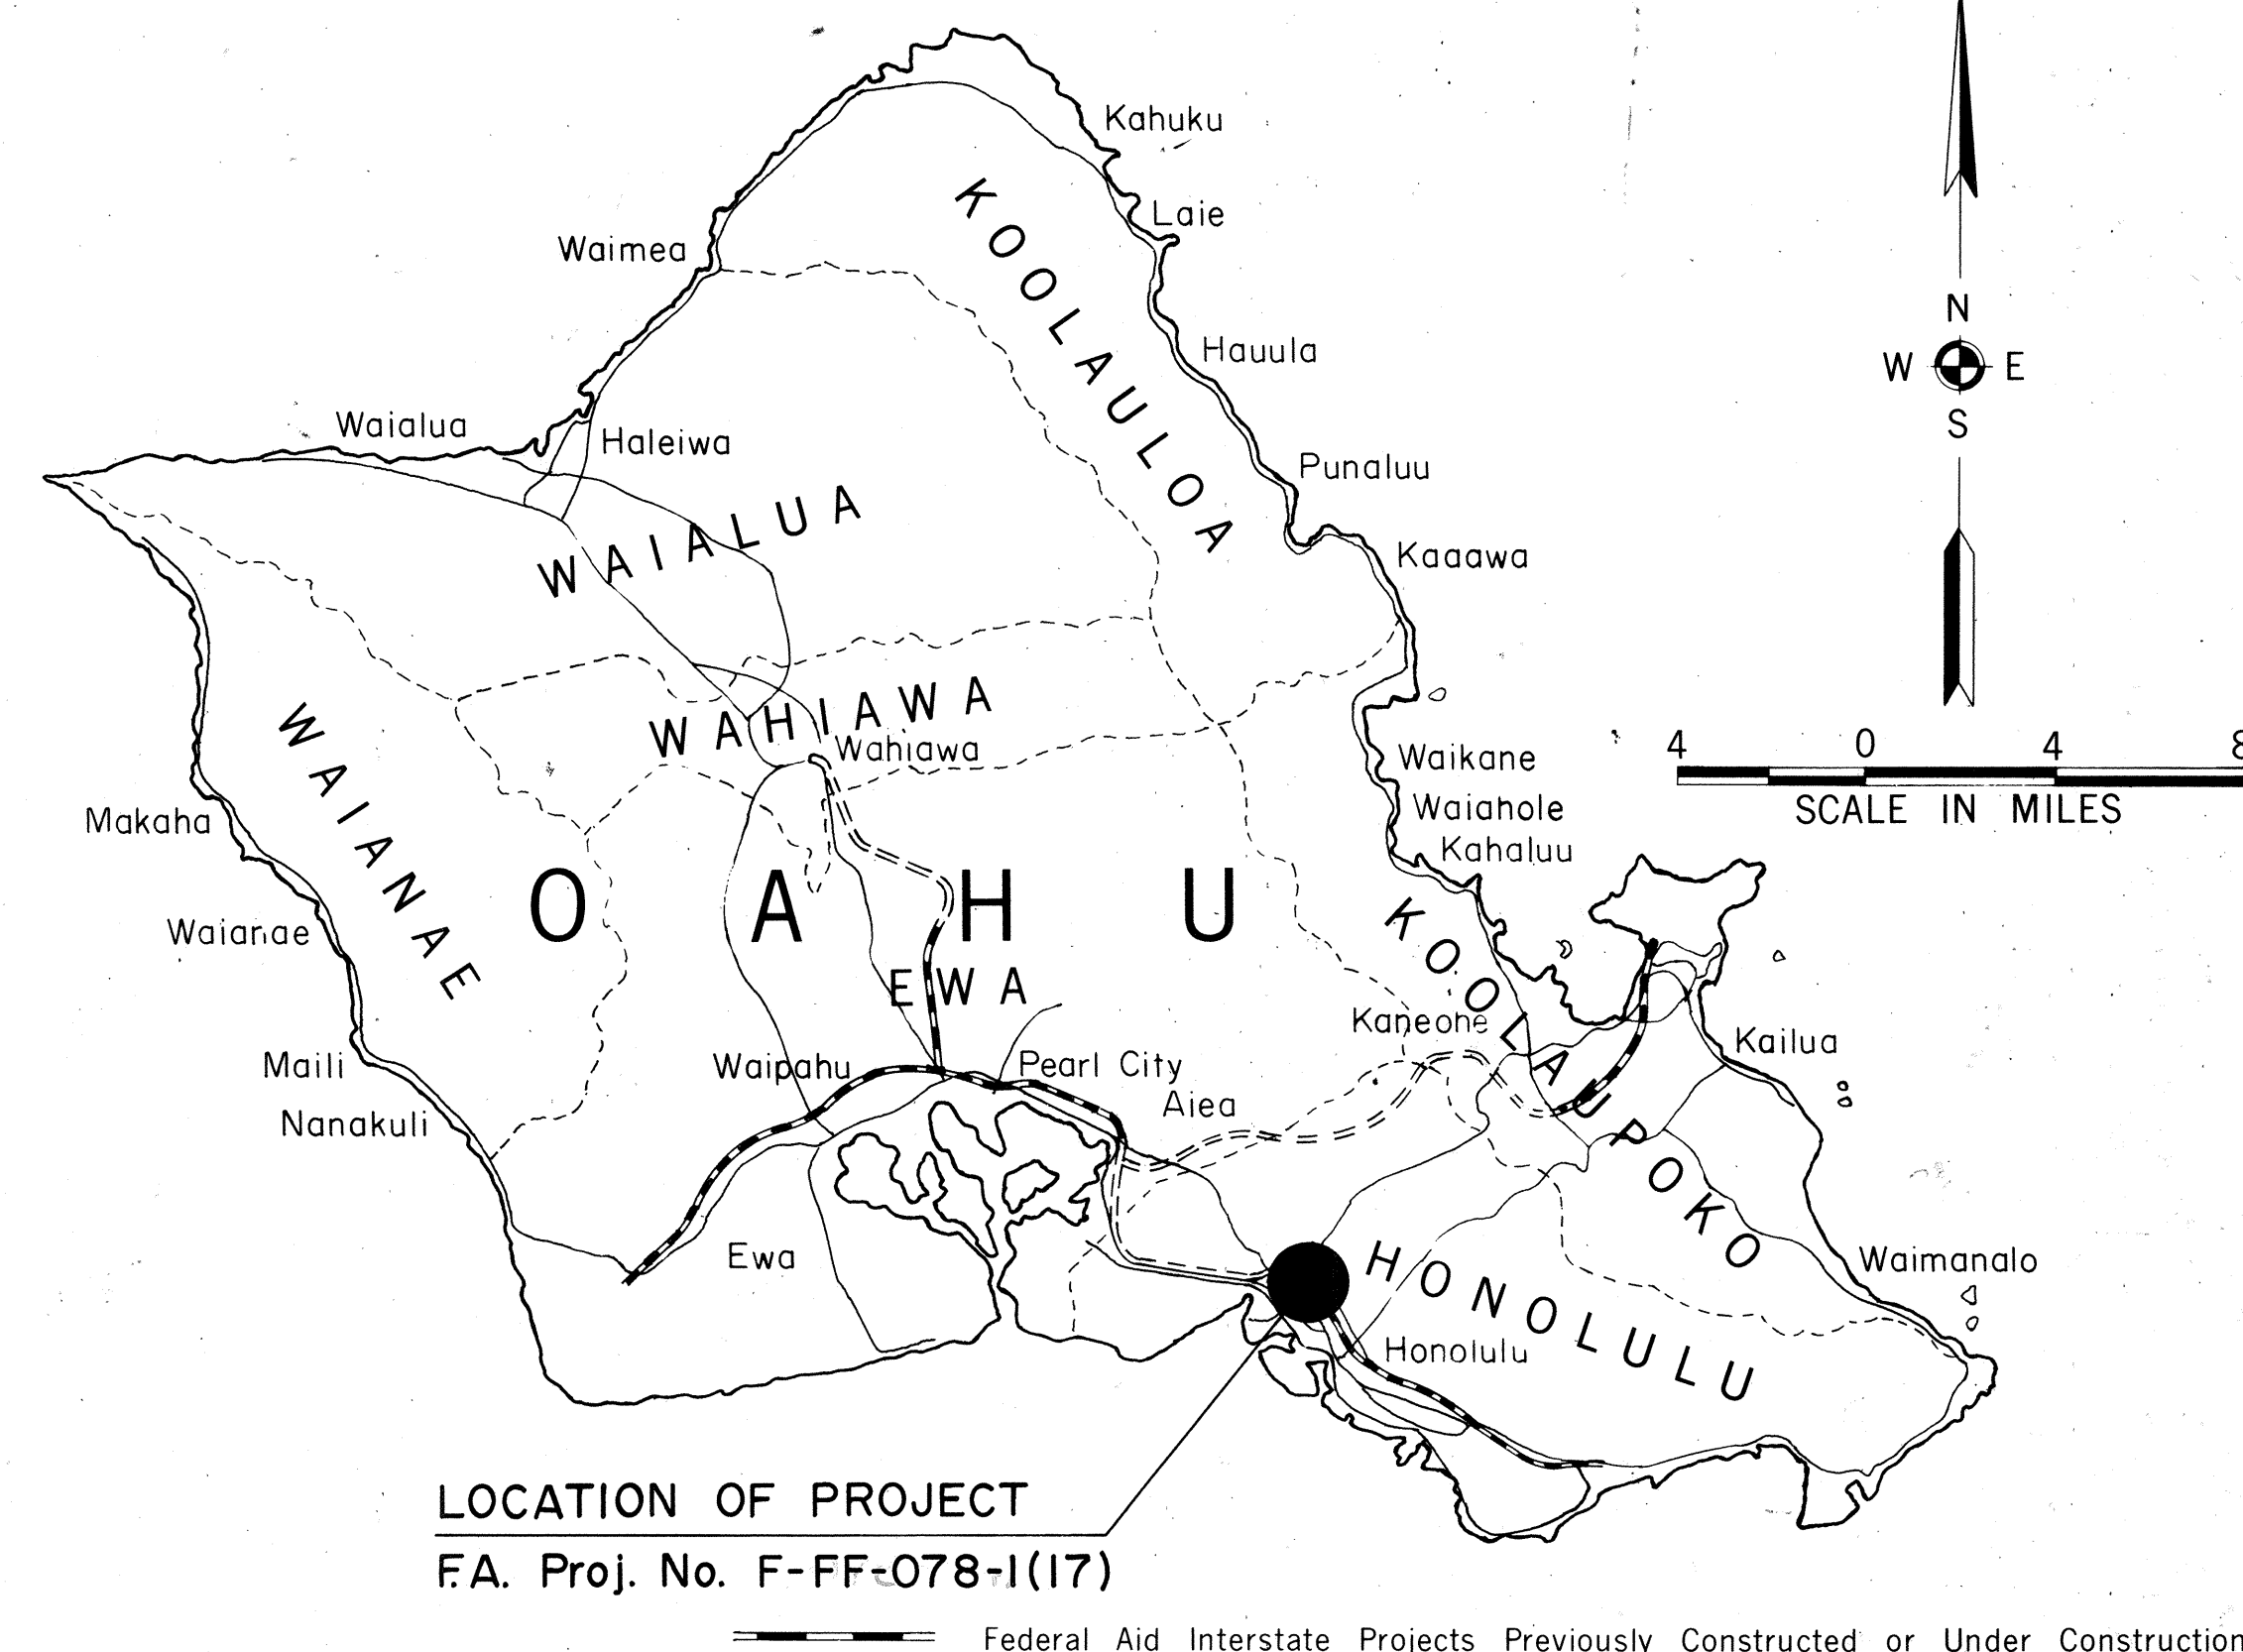 Kahuku
Laie
Waimea
KOOLAULOA
N
Hauula
W E
S
Waialua
Haleiwa
Punaluu
WAIALUA
Kaaawa
WAHIAWA
Wahiawa
4 0 4 8
SCALE IN MILES
Waikane
Waiahole
Kahaluu
WAIANAE
Makaha
Waianae
OAHU
EWA
KOOLAUPOKO
Kaneohe
Kailua
Maili
Waipahu
Pearl City
Aiea
Nanakuli
Ewa
Waimanalo
HONOLULU
Honolulu
LOCATION OF PROJECT
F.A. Proj. No. F-FF-078-1(17)
Federal Aid Interstate Projects Previously Constructed or Under Construction